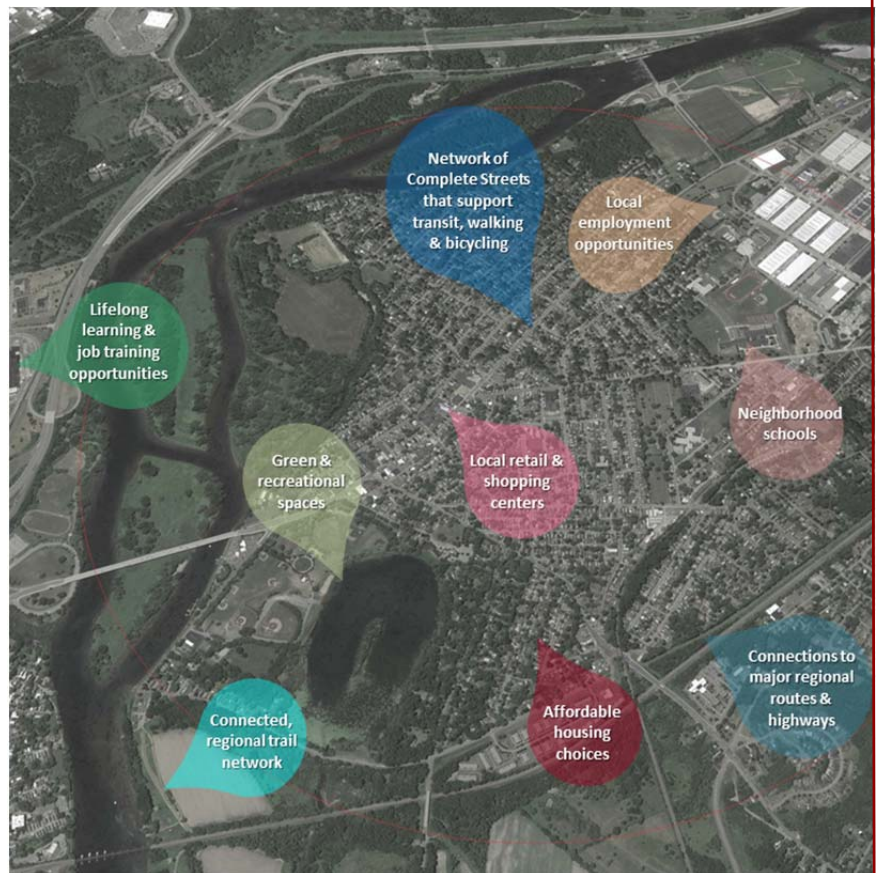 Network of
Complete Streets
that support
transit, walking
& bicycling
Local
employment
opportunities
Lifelong
learning &
job training
opportunities
Neighborhood
schools
Green &
recreational
spaces
Local retail &
shopping
centers
Connections to
major regional
routes &
highways
Connected,
regional trail
network
Affordable
housing
choices